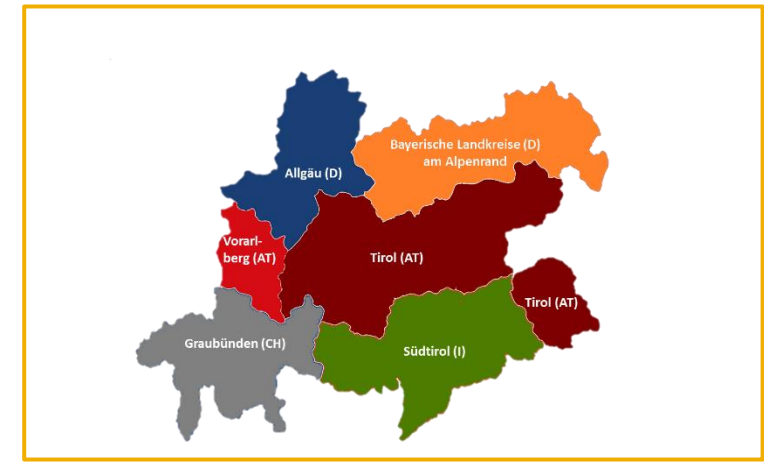 Bayerische Landkreise (D)
am Alpenrand
Allgäu (D)
Vorarl-
berg (AT)
Tirol (AT)
Tirol (AT)
Graubünden (CH)
Südtirol (I)